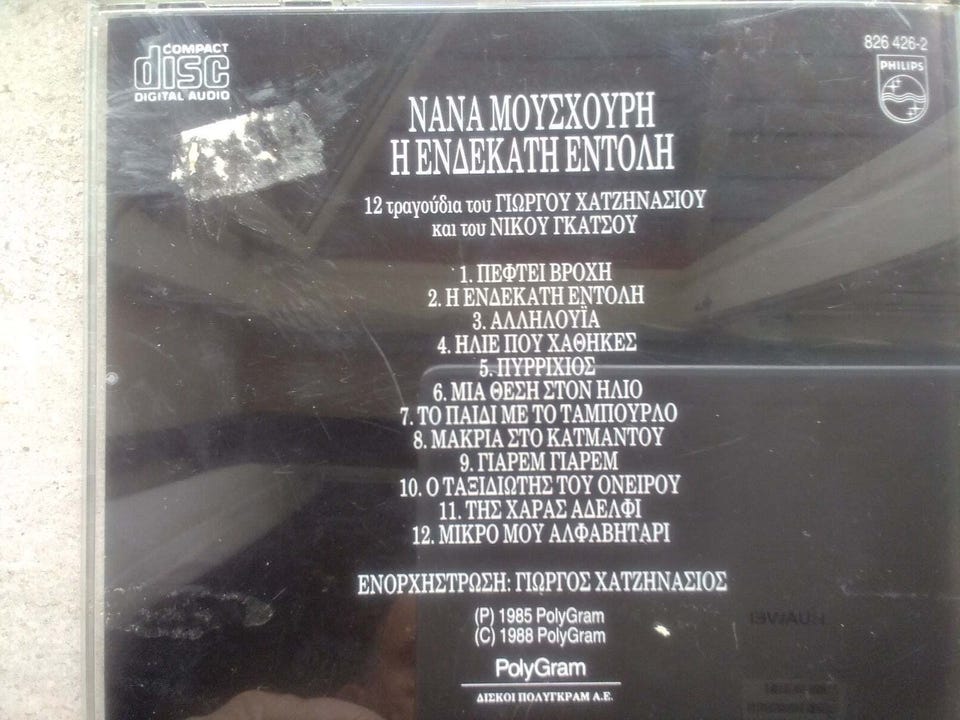 COMPACT
disc
DIGITAL AUDIO
826 426-2
PHILIPS
ΝΑΝΑ ΜΟΥΣΧΟΥΡΗ
Η ΕΝΔΕΚΑΤΗ ΕΝΤΟΛΗ
12 τραγούδια του ΓΙΩΡΓΟΥ ΧΑΤΖΗΝΑΣΙΟΥ
και του ΝΙΚΟΥ ΓΚΑΤΣΟΥ
1. ΠΕΦΤΕΙ ΒΡΟΧΗ
2. Η ΕΝΔΕΚΑΤΗ ΕΝΤΟΛΗ
3. ΑΛΛΗΛΟΥΪΑ
4. ΗΛΙΕ ΠΟΥ ΧΑΘΗΚΕΣ
5. ΠΥΡΡΙΧΙΟΣ
6. ΜΙΑ ΘΕΣΗ ΣΤΟΝ ΗΛΙΟ
7. ΤΟ ΠΑΙΔΙ ΜΕ ΤΟ ΤΑΜΠΟΥΡΛΟ
8. ΜΑΚΡΙΑ ΣΤΟ ΚΑΤΜΑΝΤΟΥ
9. ΓΙΑΡΕΜ ΓΙΑΡΕΜ
10. Ο ΤΑΞΙΔΙΩΤΗΣ ΤΟΥ ΟΝΕΙΡΟΥ
11. ΤΗΣ ΧΑΡΑΣ ΑΔΕΛΦΙ
12. ΜΙΚΡΟ ΜΟΥ ΑΛΦΑΒΗΤΑΡΙ
ΕΝΟΡΧΗΣΤΡΩΣΗ: ΓΙΩΡΓΟΣ ΧΑΤΖΗΝΑΣΙΟΣ
(P) 1985 PolyGram
(C) 1988 PolyGram
HUAWEI
PolyGram
ΔΙΣΚΟΙ ΠΟΛΥΓΚΡΑΜ Α.Ε.